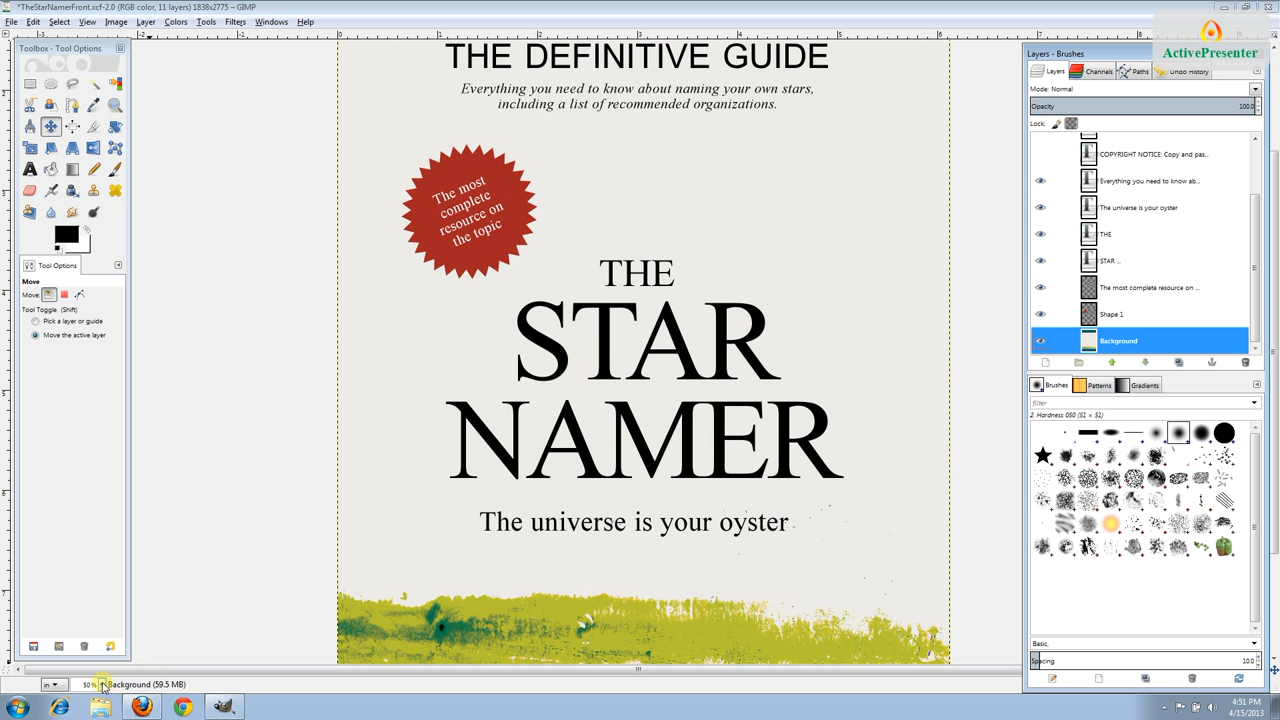 *TheStarNamerFront.xcf-2.0 (RGB color, 11 layers) 1838x2775 – GIMP
File Edit Select View Image Layer Colors Tools Filters Windows Help
ActivePresenter
Toolbox - Tool Options
Tool Options
Move
Move:
Tool Toggle (Shift)
Pick a layer or guide
Move the active layer
THE DEFINITIVE GUIDE
Everything you need to know about naming your own stars,
including a list of recommended organizations.
The most
complete
resource on
the topic
THE
STAR
NAMER
The universe is your oyster
Layers - Brushes
Layers Channels Paths Undo History
Mode: Normal
Opacity 100.0
Lock:
COPYRIGHT NOTICE: Copy and pas...
Everything you need to know ab...
The universe is your oyster
THE
STAR ...
The most complete resource on ...
Shape 1
Background
Brushes Patterns Gradients
filter
2. Hardness 050 (51 × 51)
Basic,
Spacing 10.0
in 50% Background (59.5 MB)
4:51 PM
4/15/2013